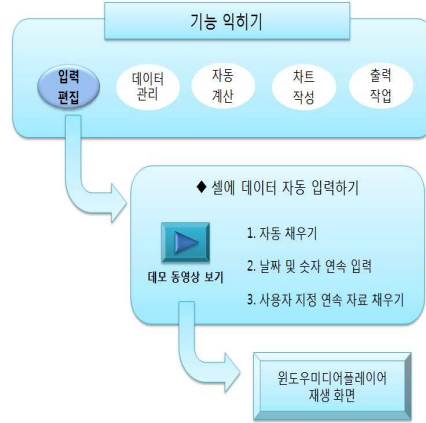 기능 익히기
입력
편집
데이터
관리
자동
계산
차트
작성
출력
작업
◆ 셀에 데이터 자동 입력하기
1. 자동 채우기
2. 날짜 및 숫자 연속 입력
3. 사용자 지정 연속 자료 채우기
데모 동영상 보기
윈도우미디어플레이어
재생 화면